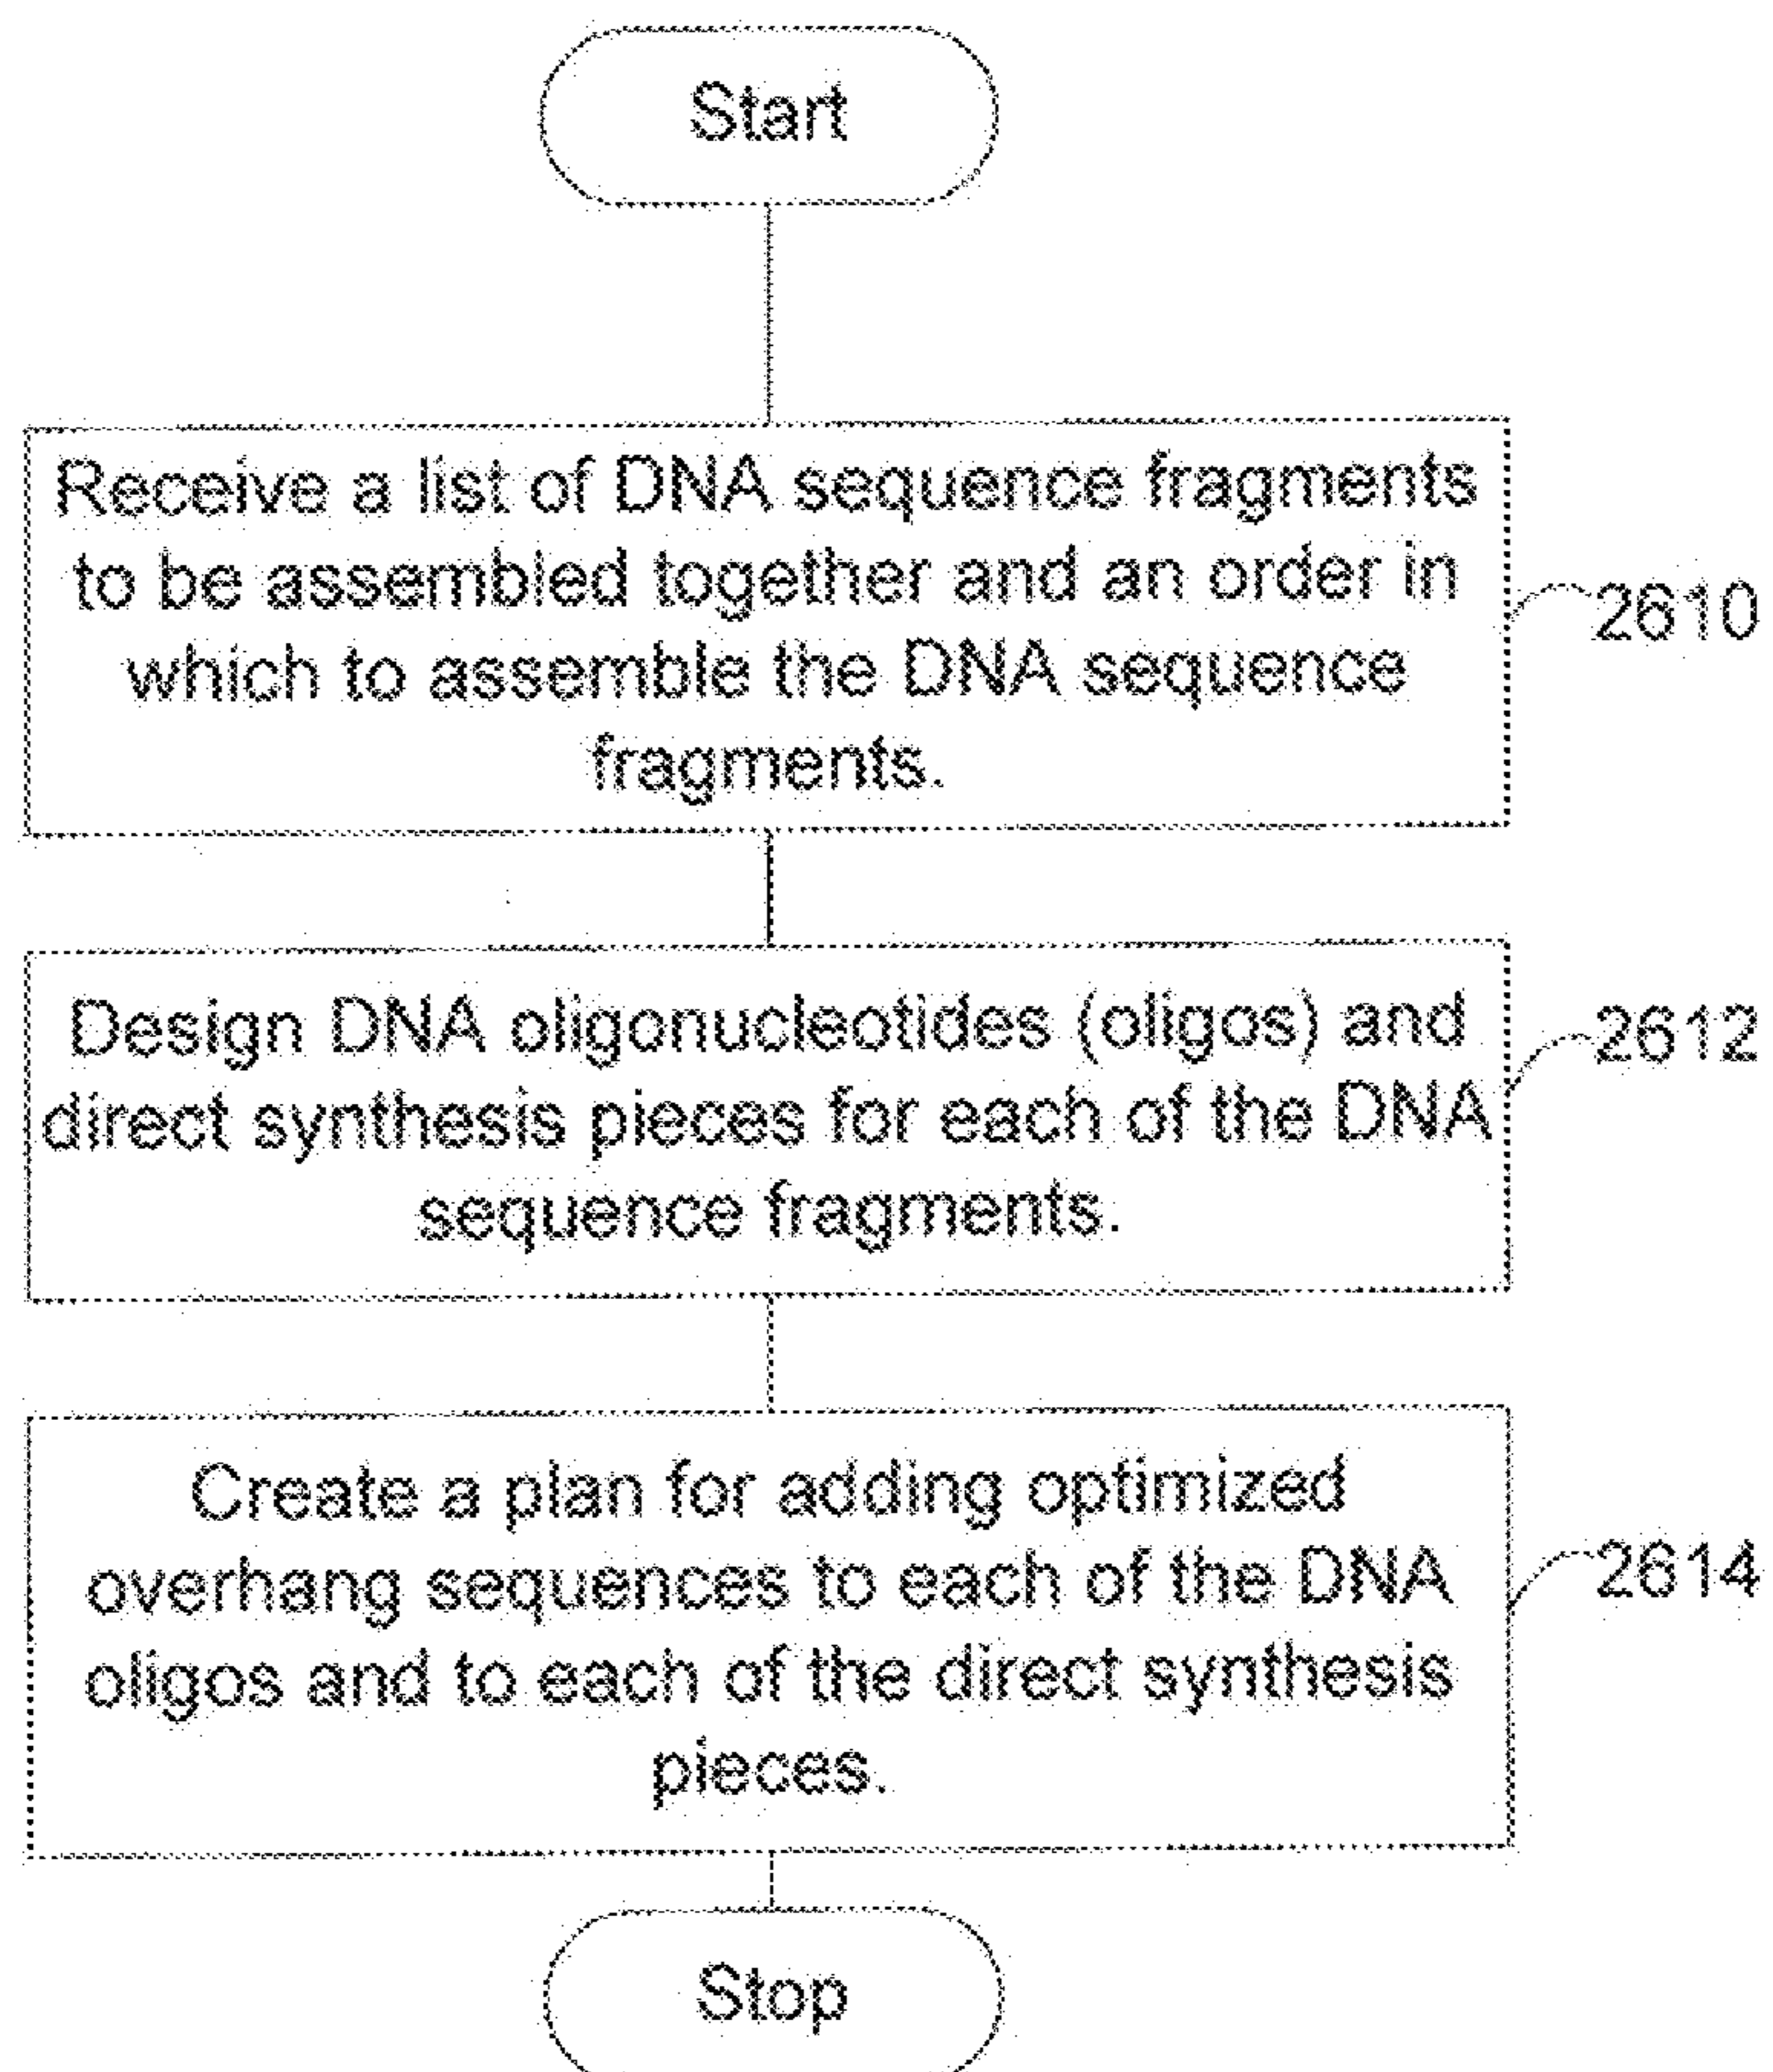 Start
Receive a list of DNA sequence fragments
to be assembled together and an order in
which to assemble the DNA sequence
fragments.
2610
Design DNA oligonucleotides (oligos) and
direct synthesis pieces for each of the DNA
sequence fragments.
2612
Create a plan for adding optimized
overhang sequences to each of the DNA
oligos and to each of the direct synthesis
pieces.
2614
Stop